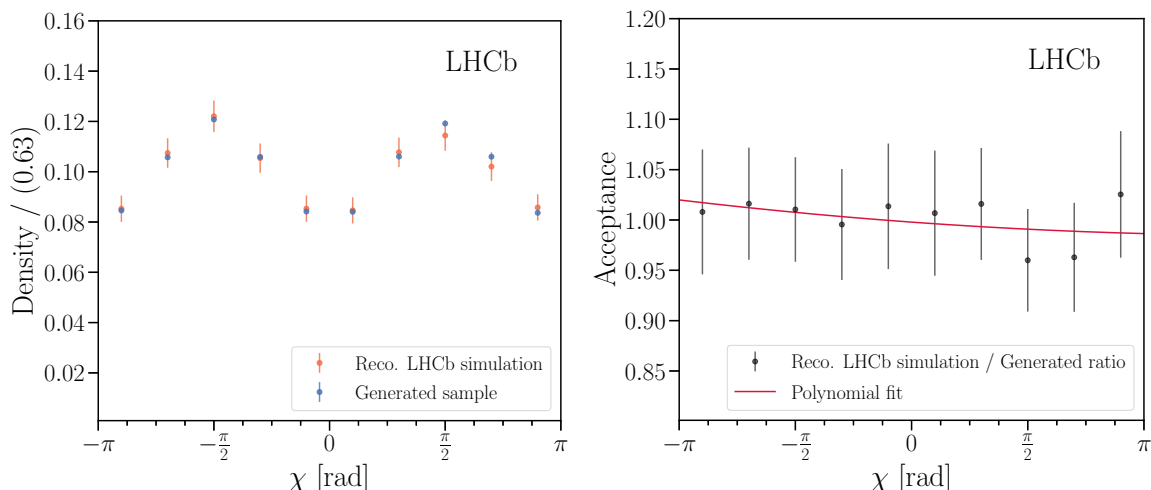 0.16
0.14
0.12
0.10
0.08
0.06
0.04
0.02
Density / (0.63)
LHCb
Reco. LHCb simulation
Generated sample
−π
−π/2
0
π/2
π
χ [rad]
1.20
1.15
1.10
1.05
1.00
0.95
0.90
0.85
Acceptance
LHCb
Reco. LHCb simulation / Generated ratio
Polynomial fit
−π
−π/2
0
π/2
π
χ [rad]